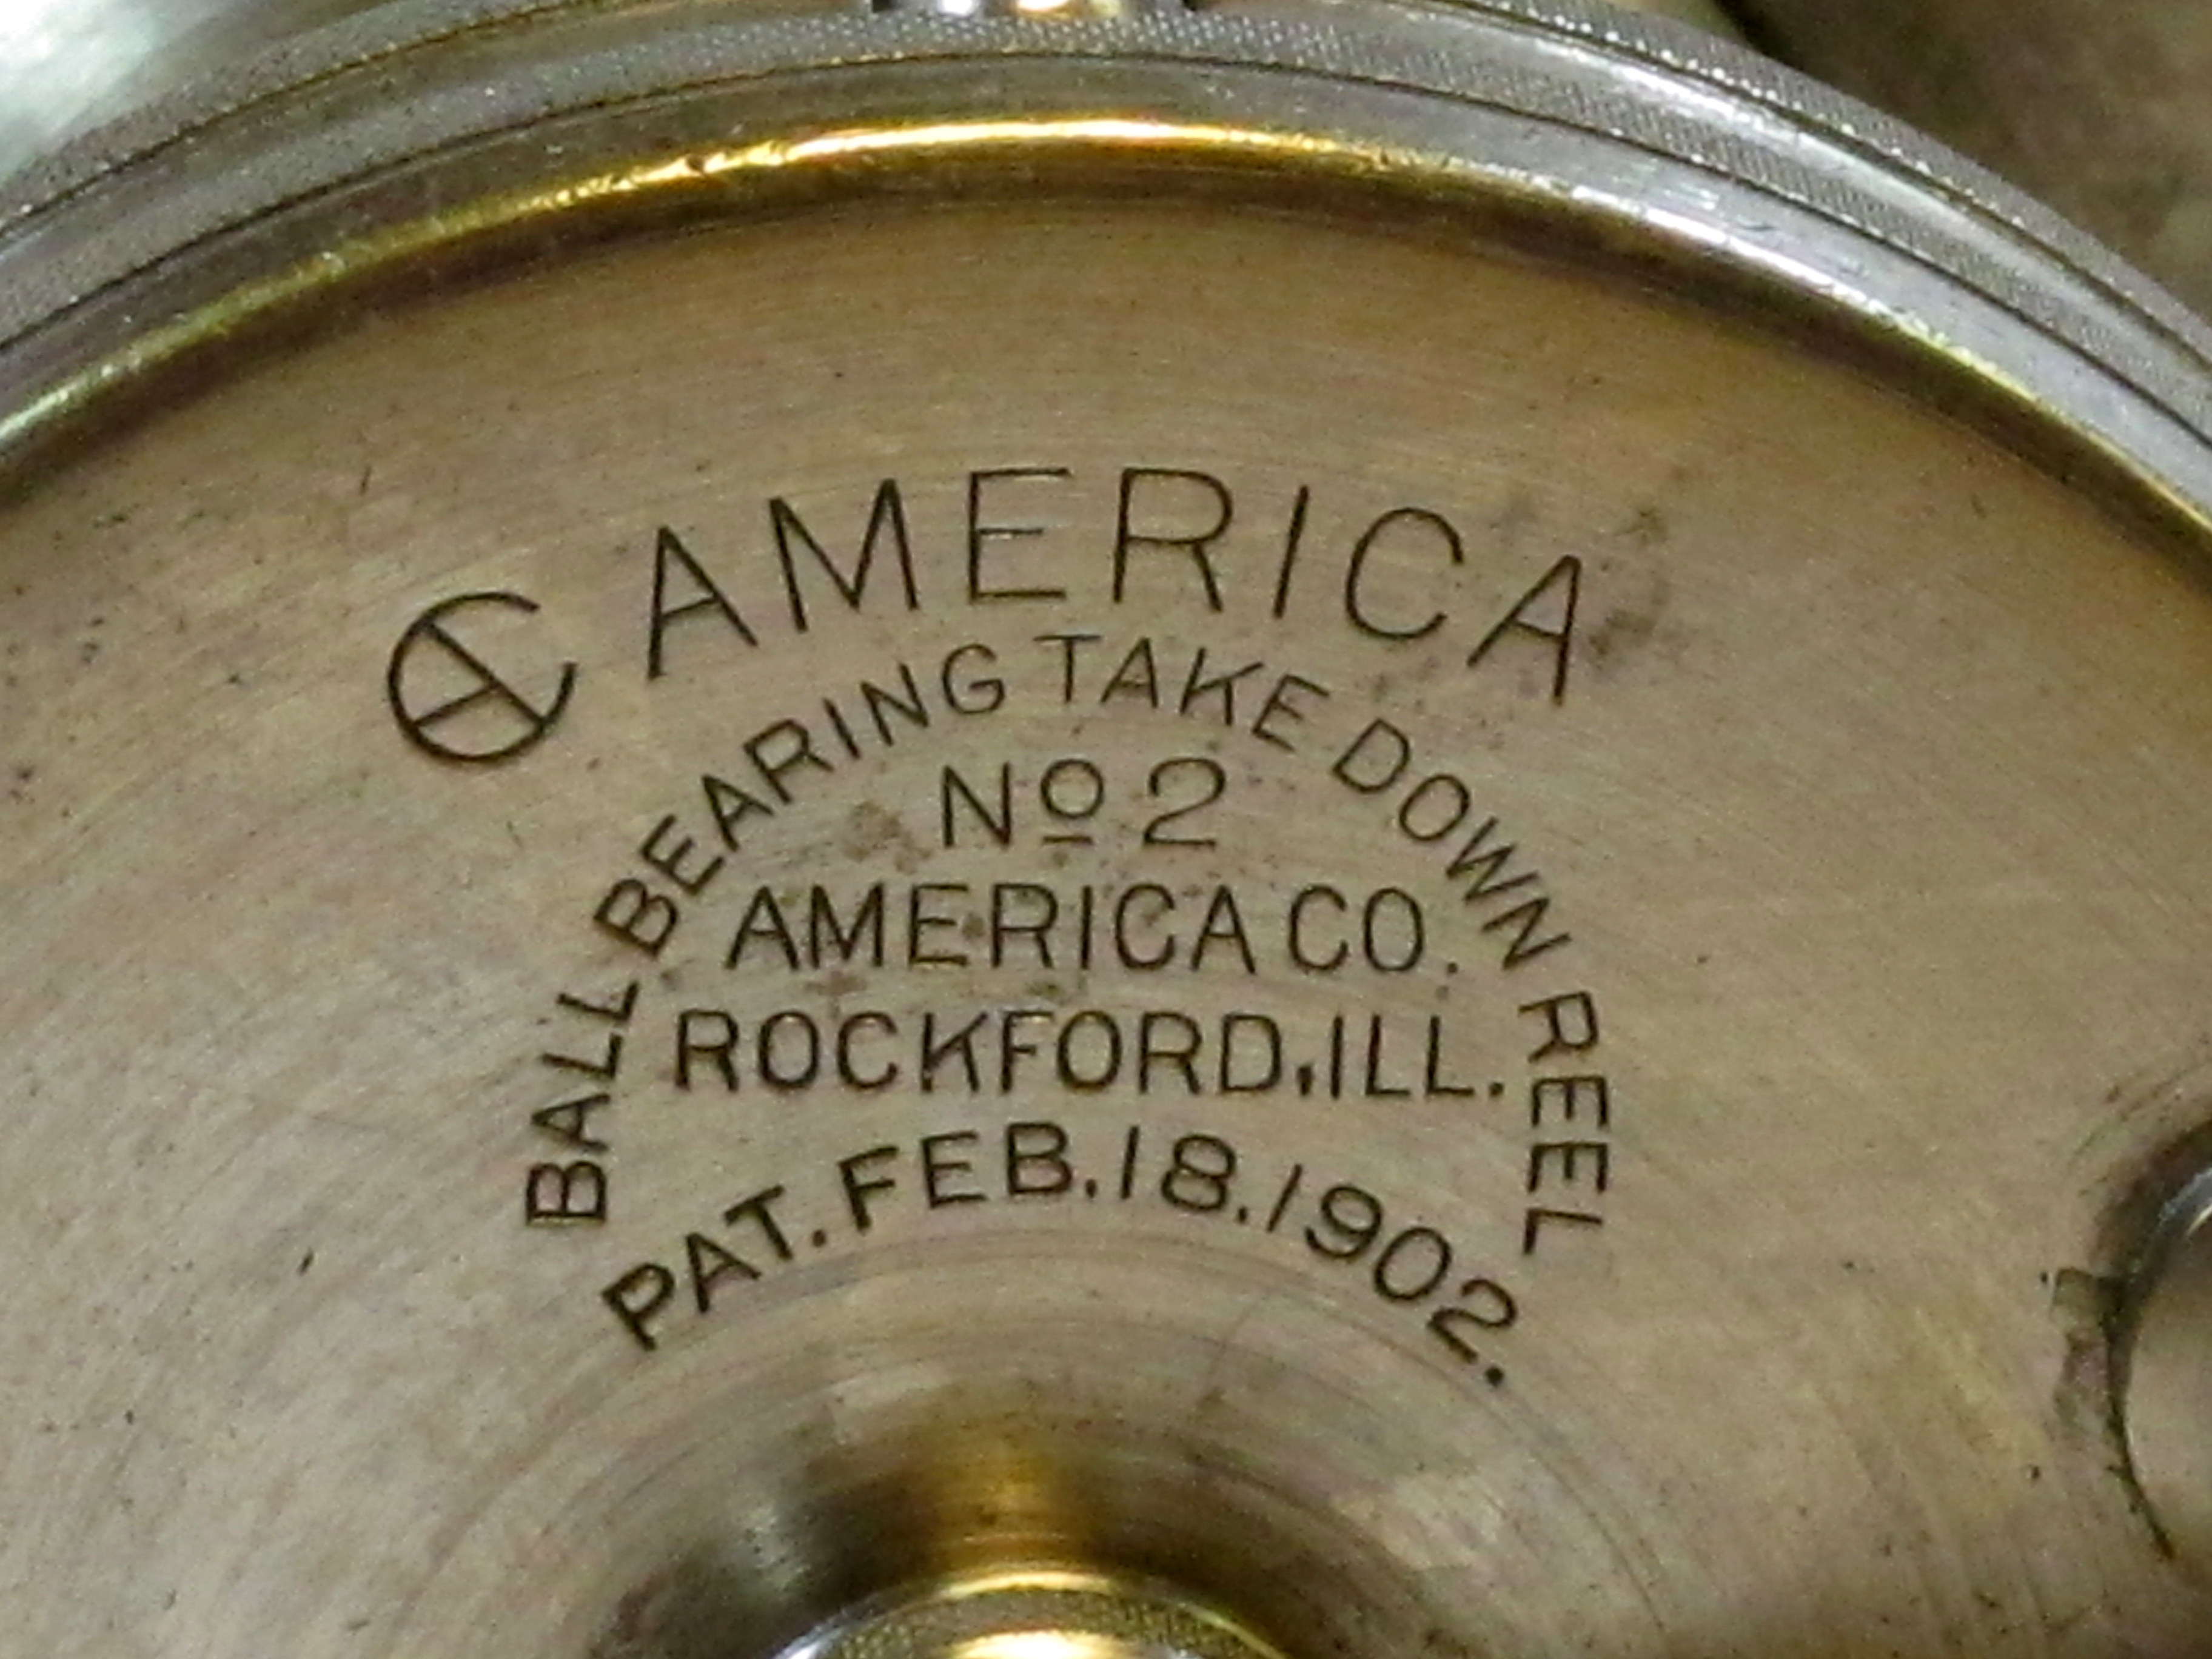 AMERICA
BALL BEARING TAKE DOWN REEL
No 2
AMERICA CO.
ROCKFORD, ILL.
PAT. FEB. 18. 1902.